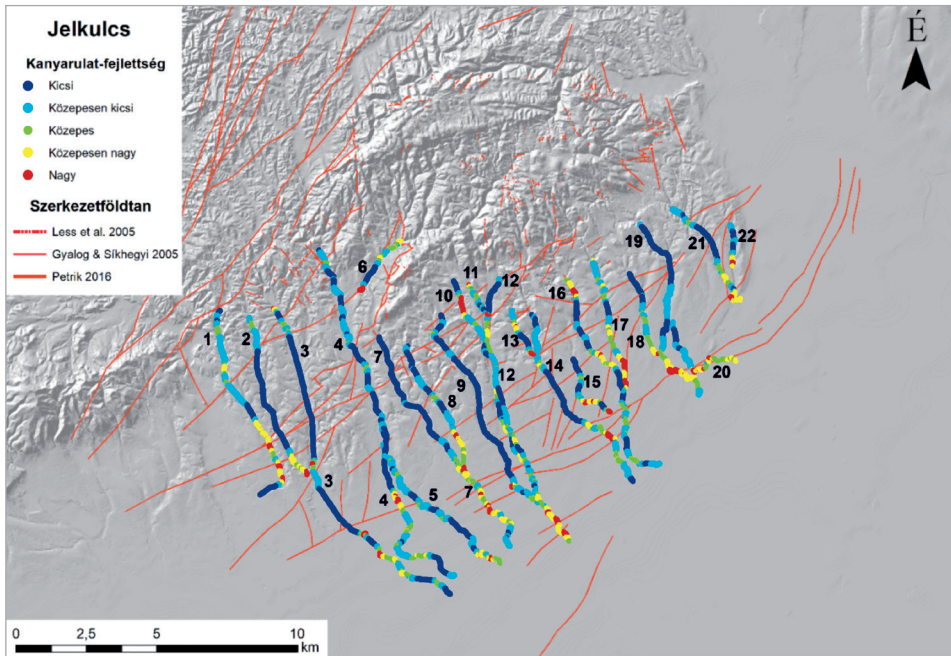 Jelkulcs
Kanyarulat-fejlettség
Kicsi
Közepesen kicsi
Közepes
Közepesen nagy
Nagy
Szerkezetföldtan
Less et al. 2005
Gyalog & Síkhegyi 2005
Petrik 2016
É
19
21
22
6
11
12
10
16
1
2
3
4
7
13
17
18
14
9
12
20
8
15
3
4
5
7
0 2,5 5 10
km